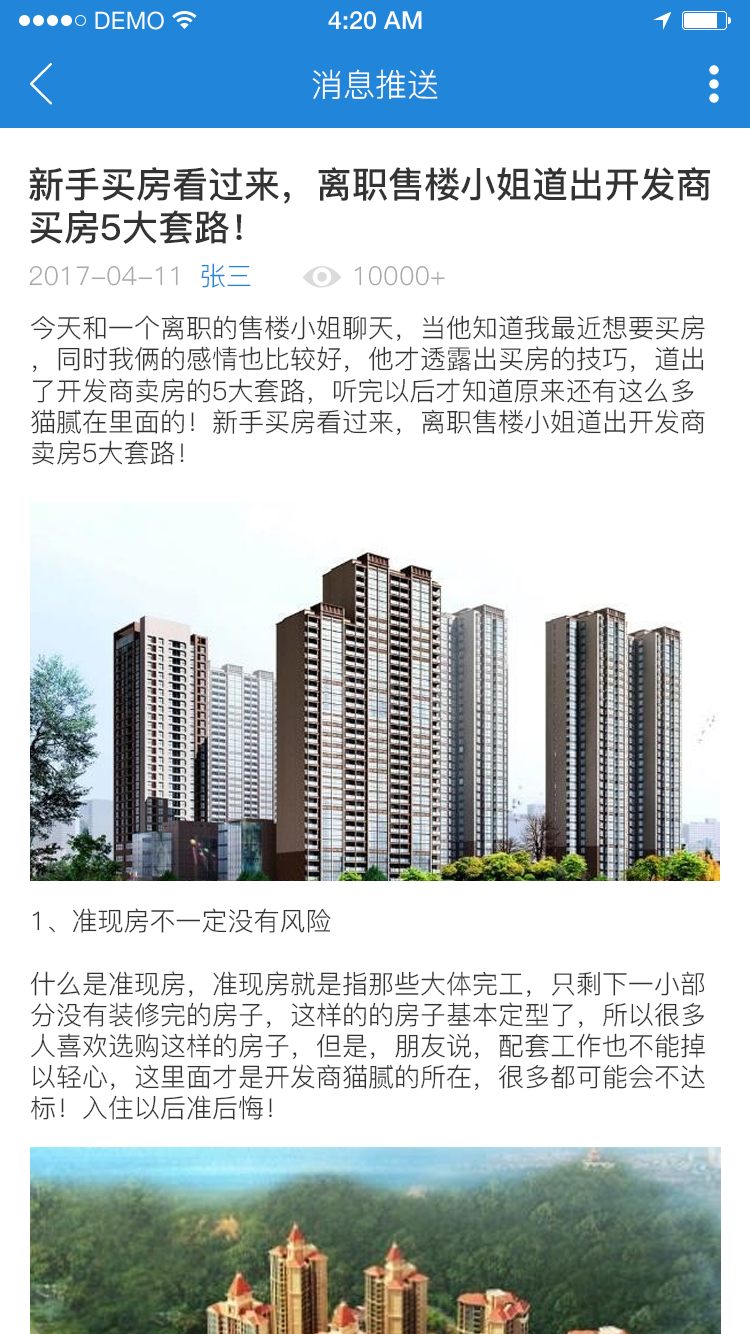 DEMO 4:20 AM
消息推送
新手买房看过来，离职售楼小姐道出开发商
买房5大套路！
2017-04-11 张三 10000+
今天和一个离职的售楼小姐聊天，当他知道我最近想要买房
，同时我俩的感情也比较好，他才透露出买房的技巧，道出
了开发商卖房的5大套路，听完以后才知道原来还有这么多
猫腻在里面的！新手买房看过来，离职售楼小姐道出开发商
卖房5大套路！
1、准现房不一定没有风险
什么是准现房，准现房就是指那些大体完工，只剩下一小部
分没有装修完的房子，这样的的房子基本定型了，所以很多
人喜欢选购这样的房子，但是，朋友说，配套工作也不能掉
以轻心，这里面才是开发商猫腻的所在，很多都可能会不达
标！入住以后准后悔！